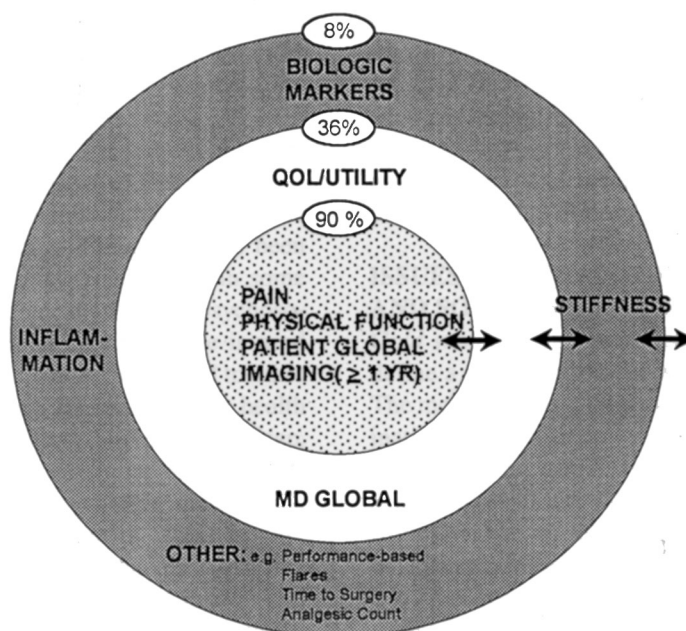 8%
BIOLOGIC
MARKERS
36%
QOL/UTILITY
90 %
PAIN
PHYSICAL FUNCTION
PATIENT GLOBAL
IMAGING( ≥ 1 YR)
STIFFNESS
INFLAM-
MATION
MD GLOBAL
OTHER: e.g. Performance-based
Flares
Time to Surgery
Analgesic Count